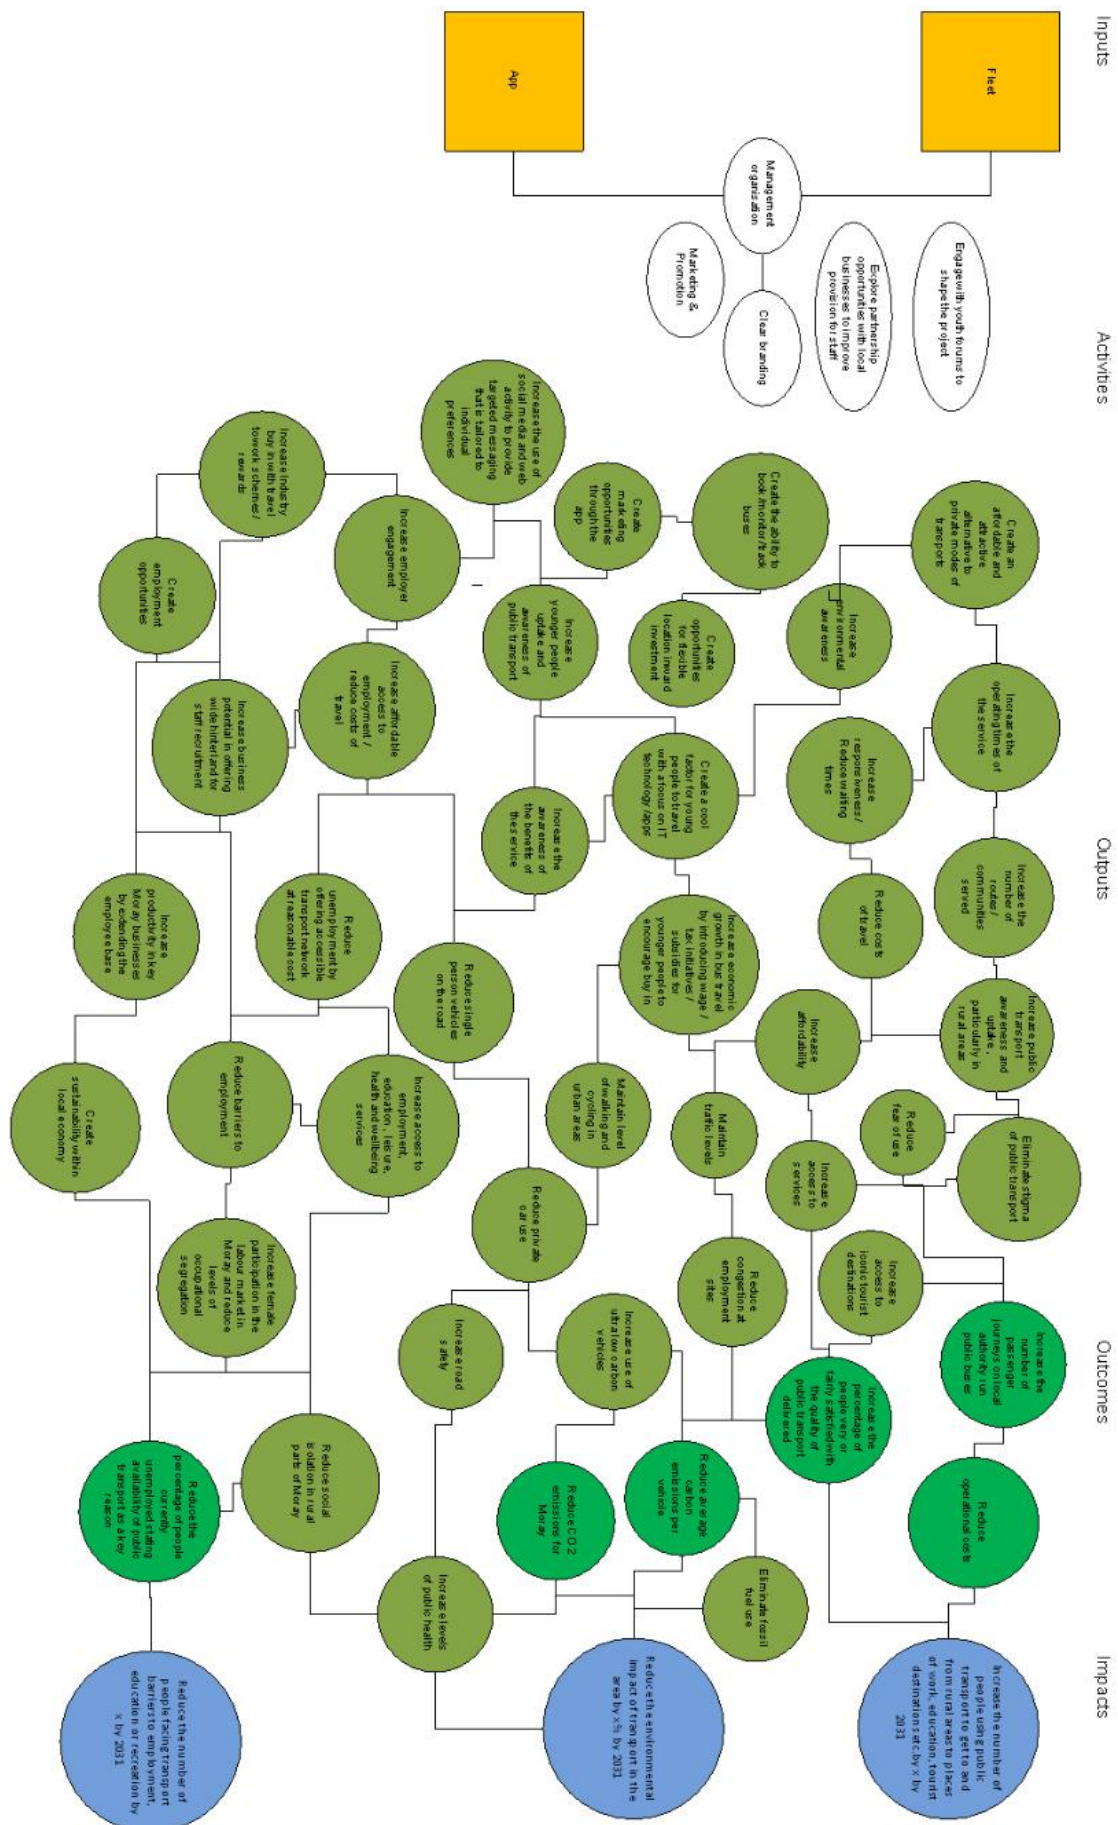 Inputs
Activities
Outputs
Outcomes
Impacts
Fleet
App
Management
organisation
Engage with youth forums to
shape the project
Explore partnership
opportunities with local
businesses to improve
provision for staff
Clear branding
Marketing &
Promotion
Create an
affordable and
attractive
alternative to
private modes of
transports
Increase
environmental
awareness
Create the ability to
book/monitor/track
buses
Create
opportunities
for flexible
location inward
investment
Create
marketing
opportunities
through the
app
Increase the use of
social media and web
activity to provide
targeted messaging
that is tailored to
individual
preferences
Increase
younger people
uptake and
awareness of
public transport
Increase employer
engagement
Increase affordable
access to
employment /
reduce costs of
travel
Increase industry
buy in with travel
to work schemes/
rewards
Create
employment
opportunities
Increase business
potential in offering
wide hinterland for
staff recruitment
Increase the
operating times of
the service
Increase
responsiveness/
Reduce waiting
times
Create a cool
factor for young
people to travel
with a focus on IT
technology/apps
Increase the
awareness of
the benefits of
the service
Increase the
number of
routes/
communities
served
Reduce costs
of travel
Increase economic
growth in bus travel
by introducing wage /
tax initiatives /
subsidies for
younger people to
encourage buy in
Reduce single
person vehicles
on the road
Reduce
unemployment by
offering accessible
transport network
at reasonable cost
Increase
productivity in key
Moray businesses
by extending the
employee base
Increase public
transport
awareness and
uptake,
particularly in
rural areas
Increase
affordability
Reduce
fear of use
Eliminate stigma
of public transport
Increase
access to
services
Maintain
traffic levels
Maintain level
of walking and
cycling in
urban areas
Increase access to
employment,
education, leisure,
health and wellbeing
services
Reduce barriers to
employment
Create
sustainability within
local economy
Reduce private
car use
Increase female
participation in the
labour market in
Moray and reduce
levels of
occupational
segregation
Increase
access to
iconic tourist
destinations
Reduce
congestion at
employment
sites
Increase use of
ultra low carbon
vehicles
Increase road
safety
Increase the
number of
passenger
journeys on local
authority run
public buses
Increase the
percentage of
people very or
fairly satisfied with
the quality of
public transport
delivered
Reduce average
carbon
emissions per
vehicle
Reduce CO2
emissions for
Moray
Reduce social
isolation in rural
parts of Moray
Reduce the
percentage of people
currently
unemployed stating
availability of public
transport as a key
reason
Reduce
operational costs
Eliminate fossil
fuel use
Increase levels
of public health
Increase the number of
people using public
transport to get to and
from rural areas to places
of work, education, tourist
destinations etc. by x by
2031
Reduce the environmental
impact of transport in the
area by x% by 2031
Reduce the number of
people facing transport
barriers to employment,
education or recreation by
x by 2031